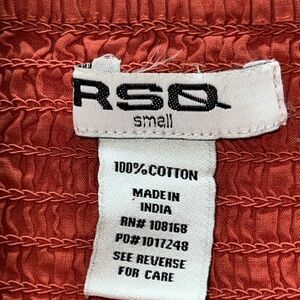 RSQ
small
100% COTTON
MADE IN
INDIA
RN# 108168
PO#1017248
SEE REVERSE
FOR CARE